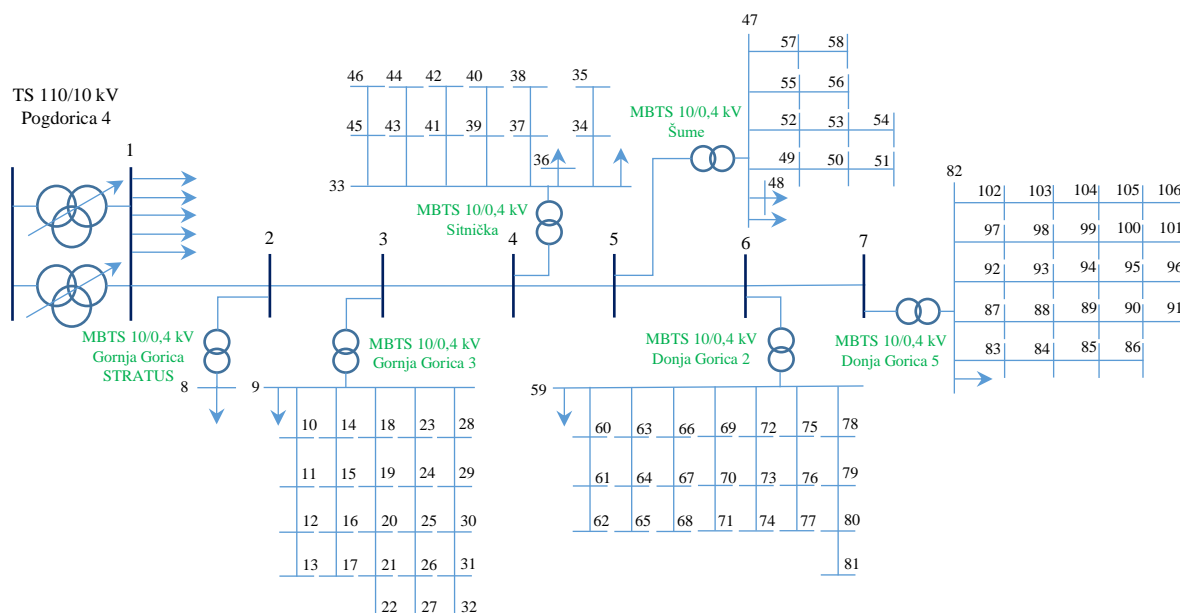 TS 110/10 kV
Pogdorica 4
1
2
3
4
5
6
7
MBTS 10/0,4 kV
Gornja Gorica
STRATUS
8
MBTS 10/0,4 kV
Gornja Gorica 3
9
10 14 18 23 28
11 15 19 24 29
12 16 20 25 30
13 17 21 26 31
22 27 32
46 44 42 40 38 35
45 43 41 39 37 34
36
33
MBTS 10/0,4 kV
Sitnička
MBTS 10/0,4 kV
Šume
47
57 58
55 56
52 53 54
49 50 51
48
MBTS 10/0,4 kV
Donja Gorica 2
59
60 63 66 69 72 75 78
61 64 67 70 73 76 79
62 65 68 71 74 77 80
81
MBTS 10/0,4 kV
Donja Gorica 5
82
102 103 104 105 106
97 98 99 100 101
92 93 94 95 96
87 88 89 90 91
83 84 85 86